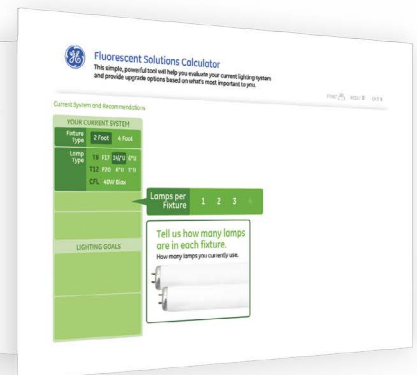 Fluorescent Solutions Calculator
This simple, powerful tool will help you evaluate your current lighting system
and provide upgrade options based on what's most important to you.
Current System and Recommendations
YOUR CURRENT SYSTEM
Fixture Type
2 Foot 4 Foot
Lamp Type
T8 F17
T12 F20 6"U 3"U
CFL 40W Biax
Lamps per Fixture
1 2 3 4
Tell us how many lamps
are in each fixture.
How many lamps you currently use.
LIGHTING GOALS